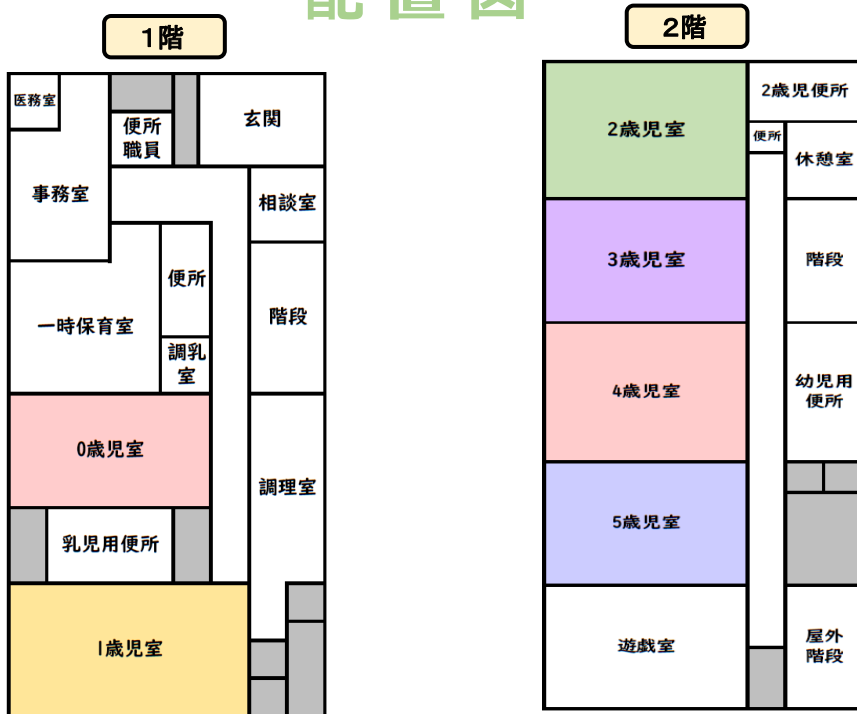 配置図
1階
医務室
便所
職員
玄関
事務室
相談室
便所
階段
一時保育室
調乳
室
0歳児室
調理室
乳児用便所
1歳児室
2階
2歳児室
2歳児便所
便所
休憩室
3歳児室
階段
4歳児室
幼児用
便所
5歳児室
遊戯室
屋外
階段